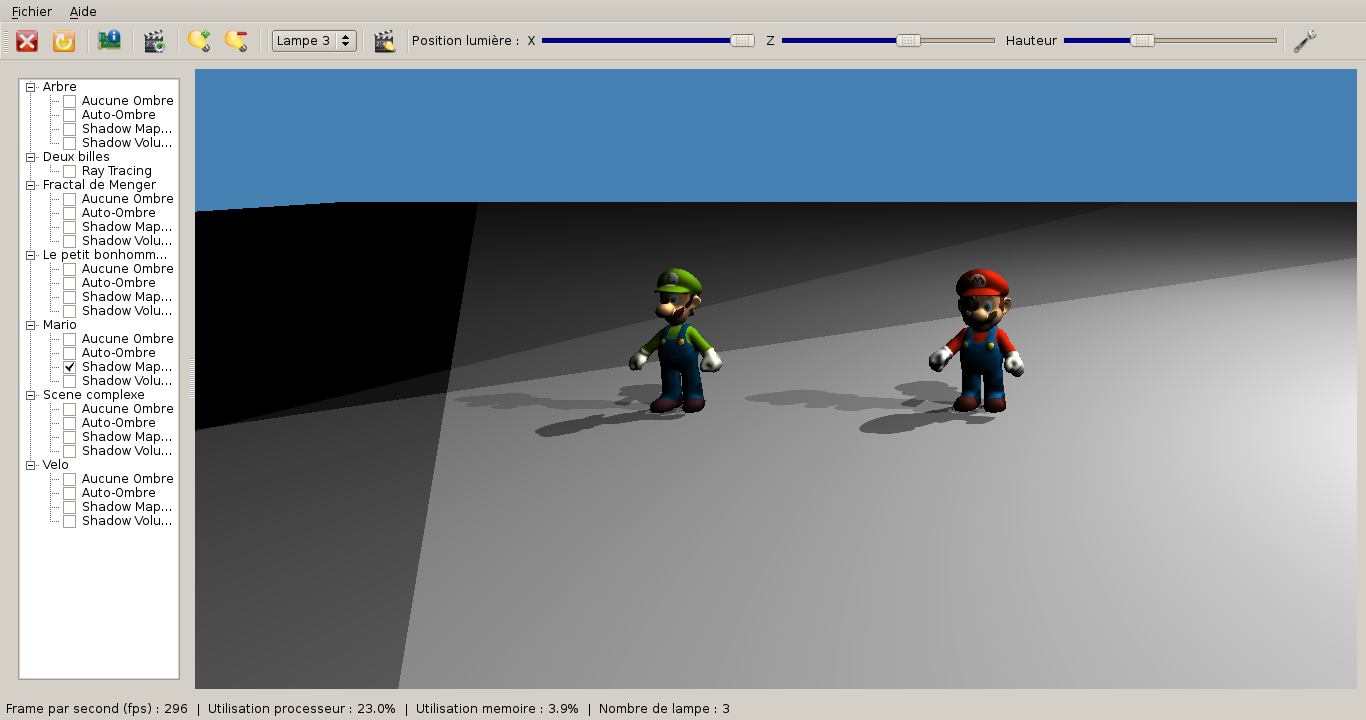 Fichier Aide
Lampe 3 Position lumière : X Z Hauteur
Arbre
Aucune Ombre
Auto-Ombre
Shadow Map...
Shadow Volu...
Deux billes
Ray Tracing
Fractal de Menger
Aucune Ombre
Auto-Ombre
Shadow Map...
Shadow Volu...
Le petit bonhomm...
Aucune Ombre
Auto-Ombre
Shadow Map...
Shadow Volu...
Mario
Aucune Ombre
Auto-Ombre
Shadow Map...
Shadow Volu...
Scene complexe
Aucune Ombre
Auto-Ombre
Shadow Map...
Shadow Volu...
Velo
Aucune Ombre
Auto-Ombre
Shadow Map...
Shadow Volu...
M
Frame par second (fps) : 296 | Utilisation processeur : 23.0% | Utilisation memoire : 3.9% | Nombre de lampe : 3